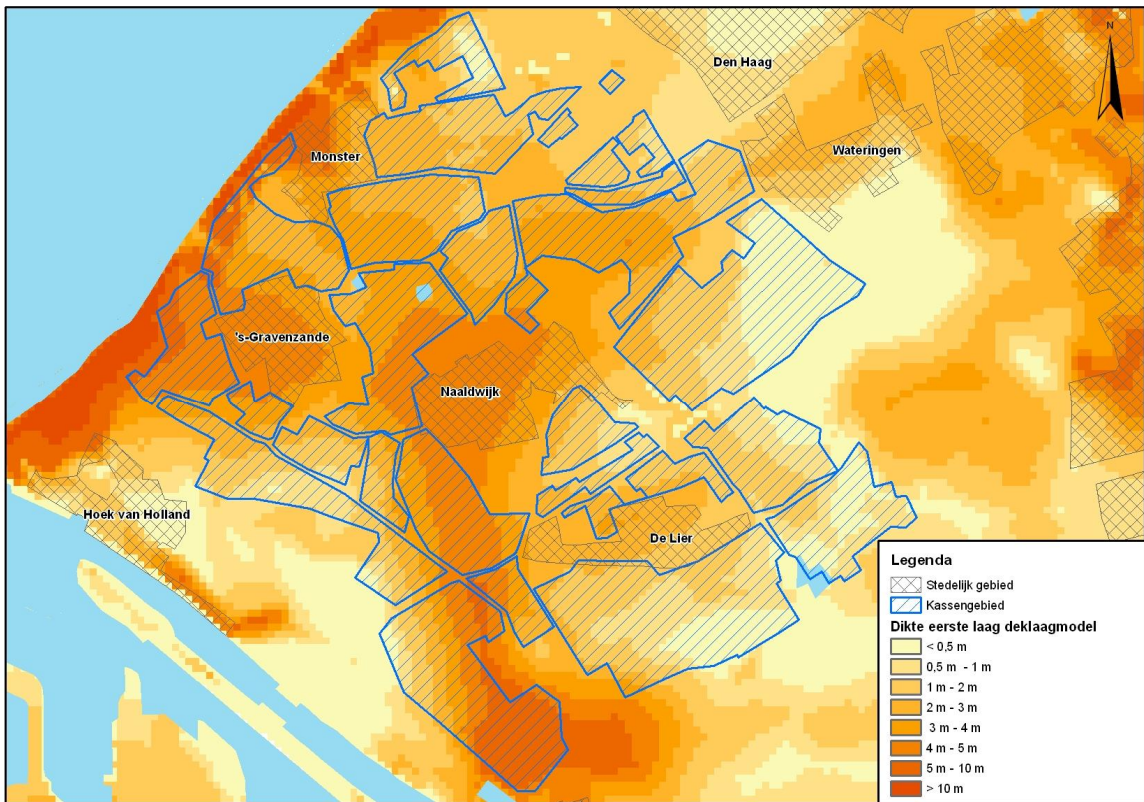 N
Den Haag
Monster
Wateringen
's-Gravenzande
Naaldwijk
Hoek van Holland
De Lier
Legenda
Stedelijk gebied
Kassengebied
Dikte eerste laag deklaagmodel
< 0,5 m
0,5 m - 1 m
1 m - 2 m
2 m - 3 m
3 m - 4 m
4 m - 5 m
5 m - 10 m
> 10 m